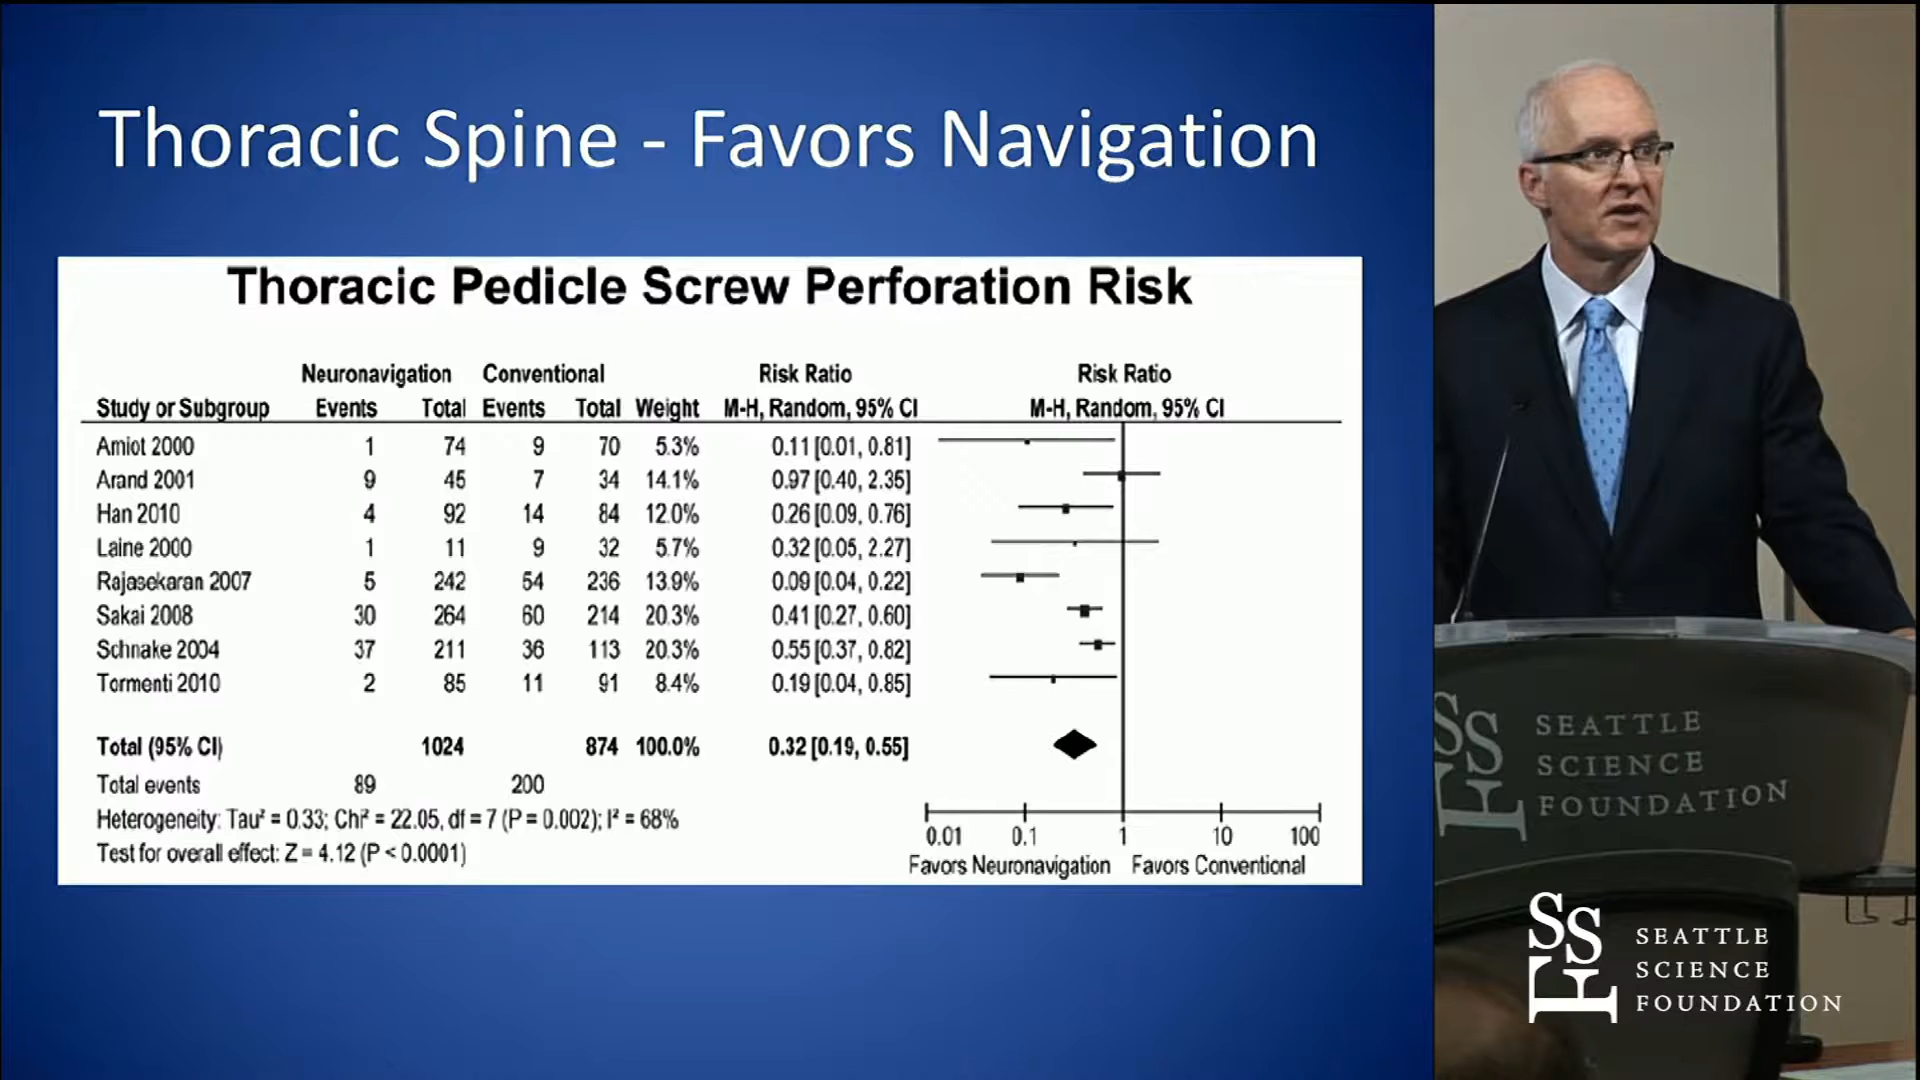 Thoracic Spine - Favors Navigation
Thoracic Pedicle Screw Perforation Risk
Neuronavigation Conventional Risk Ratio Risk Ratio
Study or Subgroup Events Total Events Total Weight M-H, Random, 95% CI M-H, Random, 95% CI
Amiot 2000 1 74 9 70 5.3% 0.11 [0.01, 0.81]
Arand 2001 9 45 7 34 14.1% 0.97 [0.40, 2.35]
Han 2010 4 92 14 84 12.0% 0.26 [0.09, 0.76]
Laine 2000 1 11 9 32 5.7% 0.32 [0.05, 2.27]
Rajasekaran 2007 5 242 54 236 13.9% 0.09 [0.04, 0.22]
Sakai 2008 30 264 60 214 20.3% 0.41 [0.27, 0.60]
Schnake 2004 37 211 36 113 20.3% 0.55 [0.37, 0.82]
Tormenti 2010 2 85 11 91 8.4% 0.19 [0.04, 0.85]
Total (95% CI) 1024 874 100.0% 0.32 [0.19, 0.55]
Total events 89 200
Heterogeneity: Tau² = 0.33; Chi² = 22.05, df = 7 (P = 0.002); I² = 68%
Test for overall effect: Z = 4.12 (P < 0.0001)
0.01 0.1 1 10 100
Favors Neuronavigation Favors Conventional
SSF
SEATTLE
SCIENCE
FOUNDATION
SSF
SEATTLE
SCIENCE
FOUNDATION